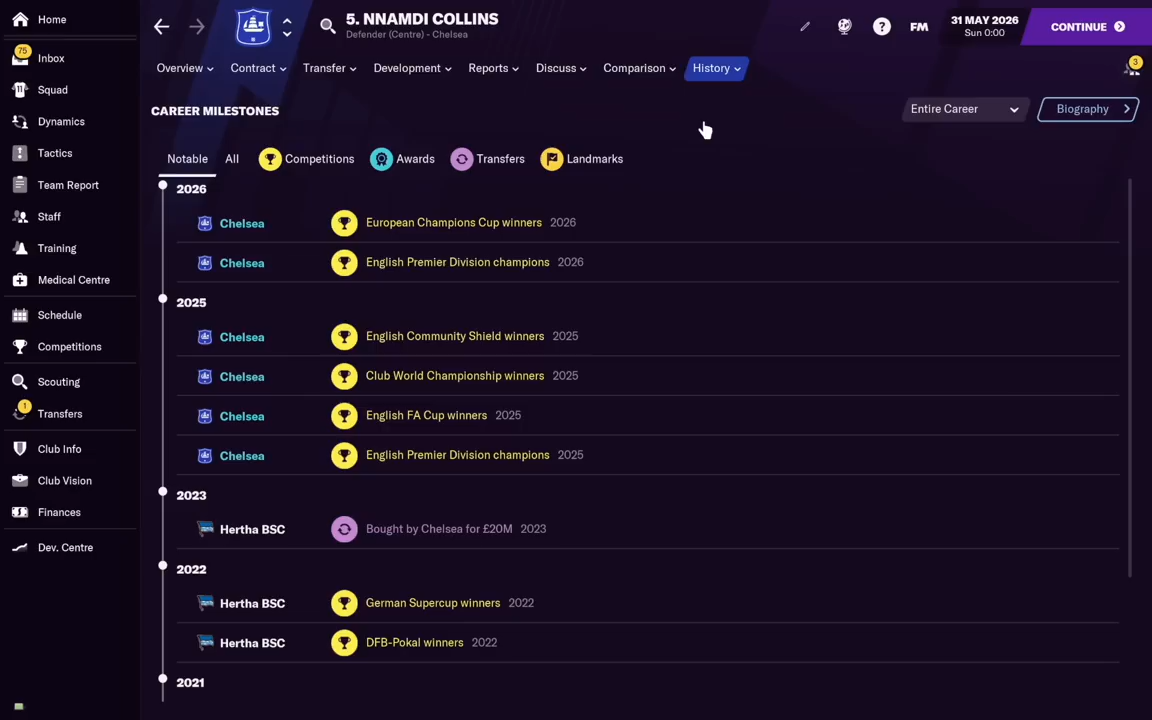 Home
5. NNAMDI COLLINS
Defender (Centre) - Chelsea
FM
31 MAY 2026
Sun 0:00
CONTINUE
75
Inbox
Overview
Contract
Transfer
Development
Reports
Discuss
Comparison
History
3
Squad
Dynamics
Tactics
Team Report
Staff
Training
Medical Centre
Schedule
Competitions
Scouting
1
Transfers
Club Info
Club Vision
Finances
Dev. Centre
CAREER MILESTONES
Entire Career
Biography
Notable
All
Competitions
Awards
Transfers
Landmarks
2026
Chelsea European Champions Cup winners 2026
Chelsea English Premier Division champions 2026
2025
Chelsea English Community Shield winners 2025
Chelsea Club World Championship winners 2025
Chelsea English FA Cup winners 2025
Chelsea English Premier Division champions 2025
2023
Hertha BSC Bought by Chelsea for £20M 2023
2022
Hertha BSC German Supercup winners 2022
Hertha BSC DFB-Pokal winners 2022
2021